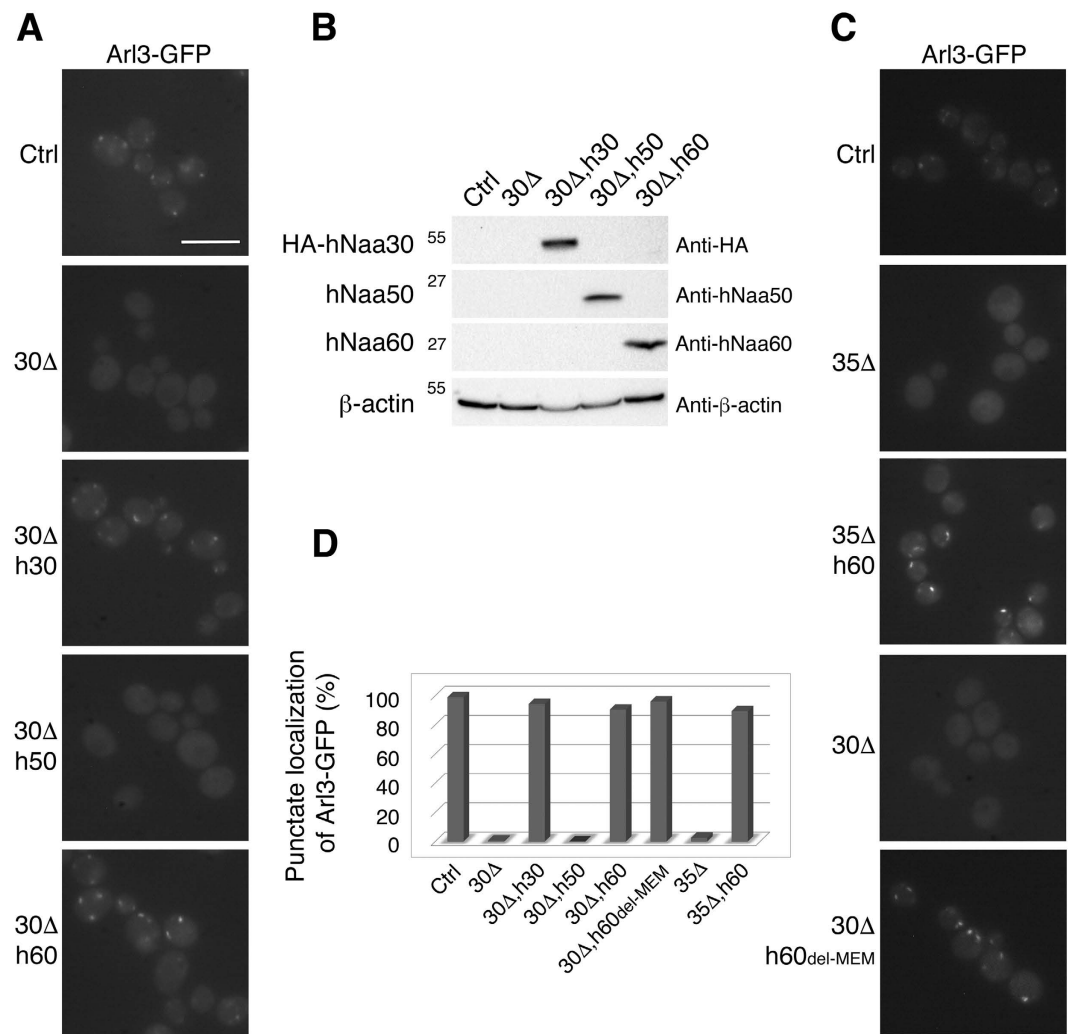 A
Arl3-GFP
Ctrl
30Δ
30Δ
h30
30Δ
h50
30Δ
h60
B
Ctrl
30Δ
30Δ,h30
30Δ,h50
30Δ,h60
HA-hNaa30 55 Anti-HA
hNaa50 27 Anti-hNaa50
hNaa60 27 Anti-hNaa60
β-actin 55 Anti-β-actin
C
Arl3-GFP
Ctrl
35Δ
35Δ
h60
30Δ
30Δ
h60del-MEM
D
Punctate localization
of Arl3-GFP (%)
100
80
60
40
20
0
Ctrl
30Δ
30Δ,h30
30Δ,h50
30Δ,h60
30Δ,h60del-MEM
35Δ
35Δ,h60